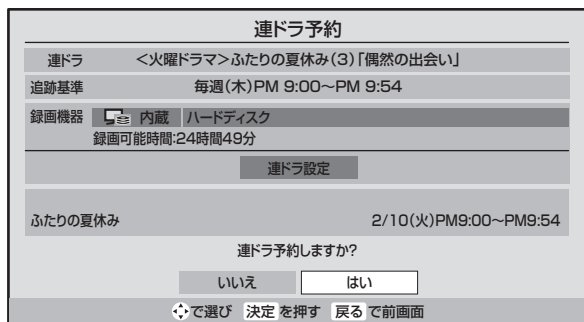 連ドラ予約
連ドラ <火曜ドラマ>ふたりの夏休み(3)「偶然の出会い」
追跡基準 毎週(木)PM 9:00~PM 9:54
録画機器 内蔵 ハードディスク
録画可能時間:24時間49分
連ドラ設定
ふたりの夏休み 2/10(火)PM9:00~PM9:54
連ドラ予約しますか?
いいえ はい
で選び 決定 を押す 戻る で前画面